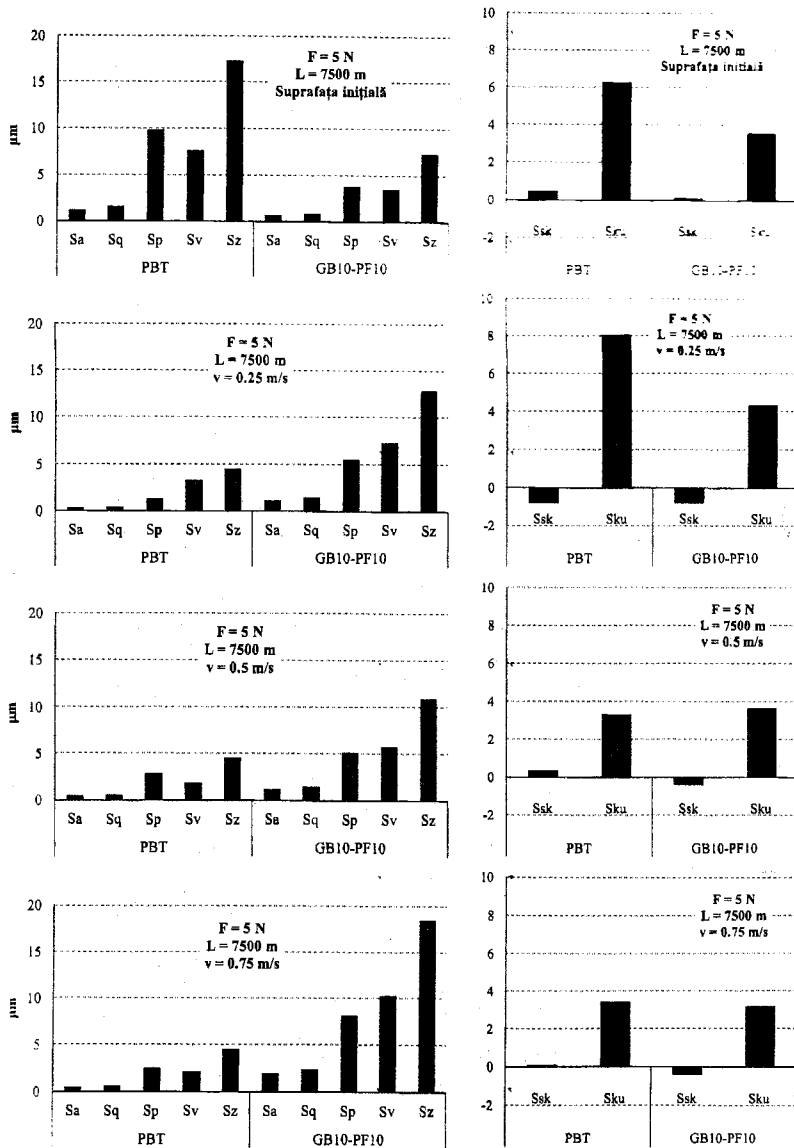 20
15
10
5
0
µm
F = 5 N
L = 7500 m
Suprafața inițială
Sa Sq Sp Sv Sz Sa Sq Sp Sv Sz
PBT GB10-PF10
10
8
6
4
2
0
-2
F = 5 N
L = 7500 m
Suprafața inițială
Ssk Sku Ssk Sku
PBT GB10-PF10
20
15
10
5
0
µm
F = 5 N
L = 7500 m
v = 0.25 m/s
Sa Sq Sp Sv Sz Sa Sq Sp Sv Sz
PBT GB10-PF10
10
8
6
4
2
0
-2
F = 5 N
L = 7500 m
v = 0.25 m/s
Ssk Sku Ssk Sku
PBT GB10-PF10
20
15
10
5
0
µm
F = 5 N
L = 7500 m
v = 0.5 m/s
Sa Sq Sp Sv Sz Sa Sq Sp Sv Sz
PBT GB10-PF10
10
8
6
4
2
0
-2
F = 5 N
L = 7500 m
v = 0.5 m/s
Ssk Sku Ssk Sku
PBT GB10-PF10
20
15
10
5
0
µm
F = 5 N
L = 7500 m
v = 0.75 m/s
Sa Sq Sp Sv Sz Sa Sq Sp Sv Sz
PBT GB10-PF10
10
8
6
4
2
0
-2
F = 5 N
L = 7500 m
v = 0.75 m/s
Ssk Sku Ssk Sku
PBT GB10-PF10